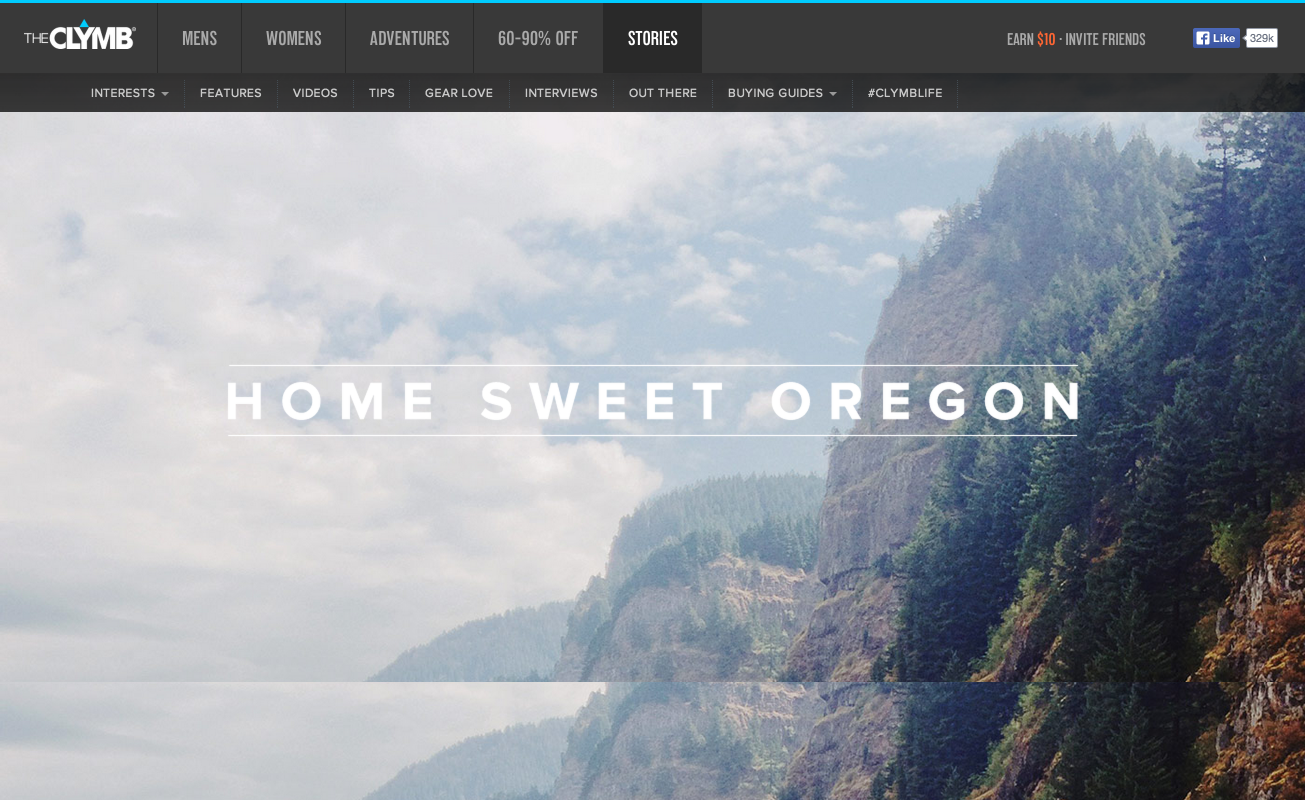 THE CLYMB®
MENS
WOMENS
ADVENTURES
60-90% OFF
STORIES
EARN $10 · INVITE FRIENDS
Like
329k
INTERESTS
FEATURES
VIDEOS
TIPS
GEAR LOVE
INTERVIEWS
OUT THERE
BUYING GUIDES
#CLYMBLIFE
HOME SWEET OREGON